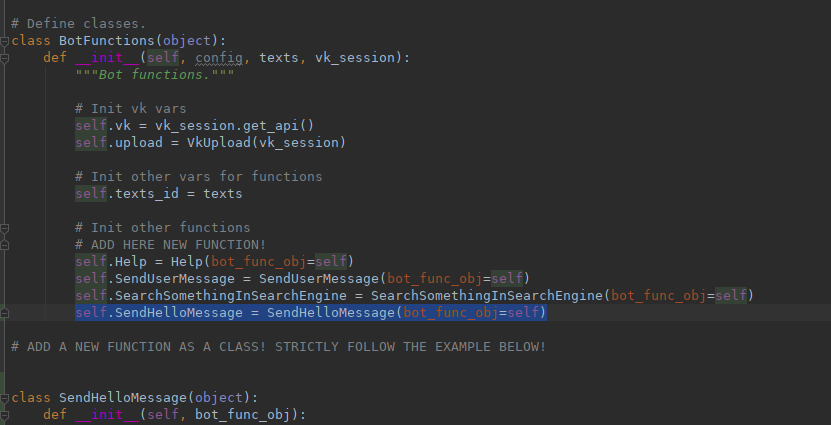 # Define classes.
class BotFunctions(object):
    def __init__(self, config, texts, vk_session):
        """Bot functions."""
        # Init vk vars
        self.vk = vk_session.get_api()
        self.upload = VkUpload(vk_session)
        # Init other vars for functions
        self.texts_id = texts
        # Init other functions
        # ADD HERE NEW FUNCTION!
        self.Help = Help(bot_func_obj=self)
        self.SendUserMessage = SendUserMessage(bot_func_obj=self)
        self.SearchSomethingInSearchEngine = SearchSomethingInSearchEngine(bot_func_obj=self)
        self.SendHelloMessage = SendHelloMessage(bot_func_obj=self)
# ADD A NEW FUNCTION AS A CLASS! STRICTLY FOLLOW THE EXAMPLE BELOW!
class SendHelloMessage(object):
    def __init__(self, bot_func_obj):